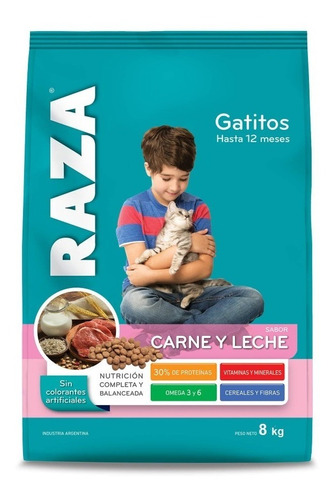 RAZA®
Gatitos
Hasta 12 meses
SABOR
CARNE Y LECHE
Sin
colorantes
artificiales
NUTRICIÓN
COMPLETA Y
BALANCEADA
30% DE PROTEÍNAS
VITAMINAS Y MINERALES
OMEGA 3 y 6
CEREALES Y FIBRAS
INDUSTRIA ARGENTINA
PESO NETO 8 kg